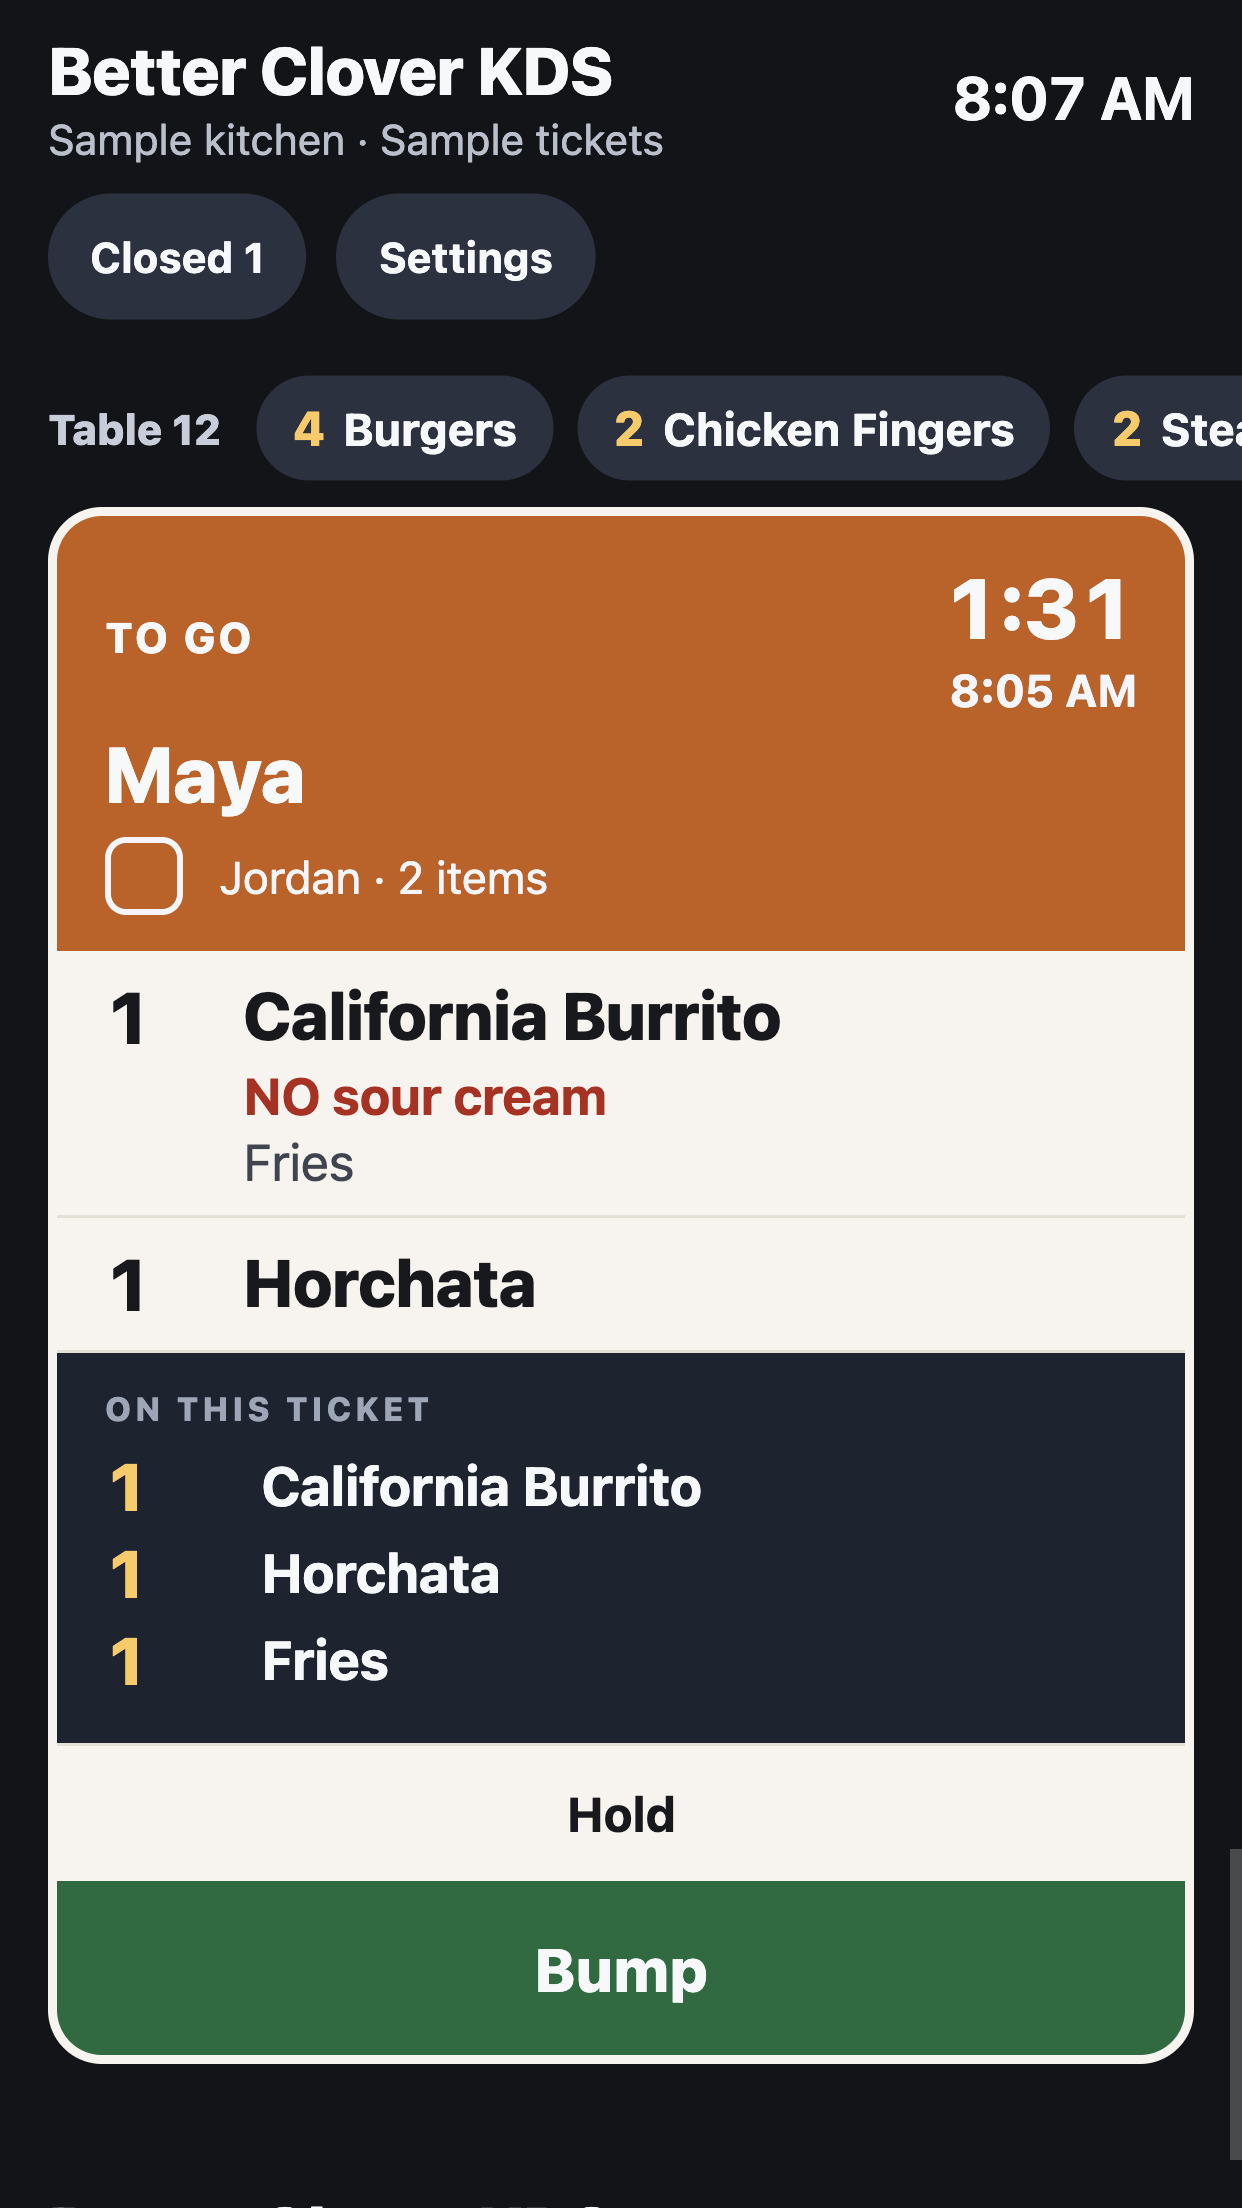 Better Clover KDS
8:07 AM
Sample kitchen · Sample tickets
Closed 1
Settings
Table 12
4 Burgers
2 Chicken Fingers
2
TO GO
1:31
8:05 AM
Maya
Jordan · 2 items
1 California Burrito
NO sour cream
Fries
1 Horchata
ON THIS TICKET
1 California Burrito
1 Horchata
1 Fries
Hold
Bump